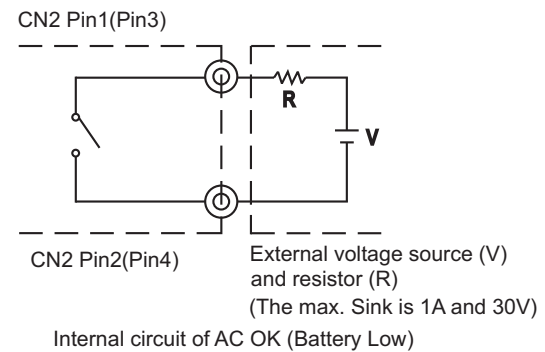 CN2 Pin1(Pin3)
R
V
CN2 Pin2(Pin4)
External voltage source (V)
and resistor (R)
(The max. Sink is 1A and 30V)
Internal circuit of AC OK (Battery Low)